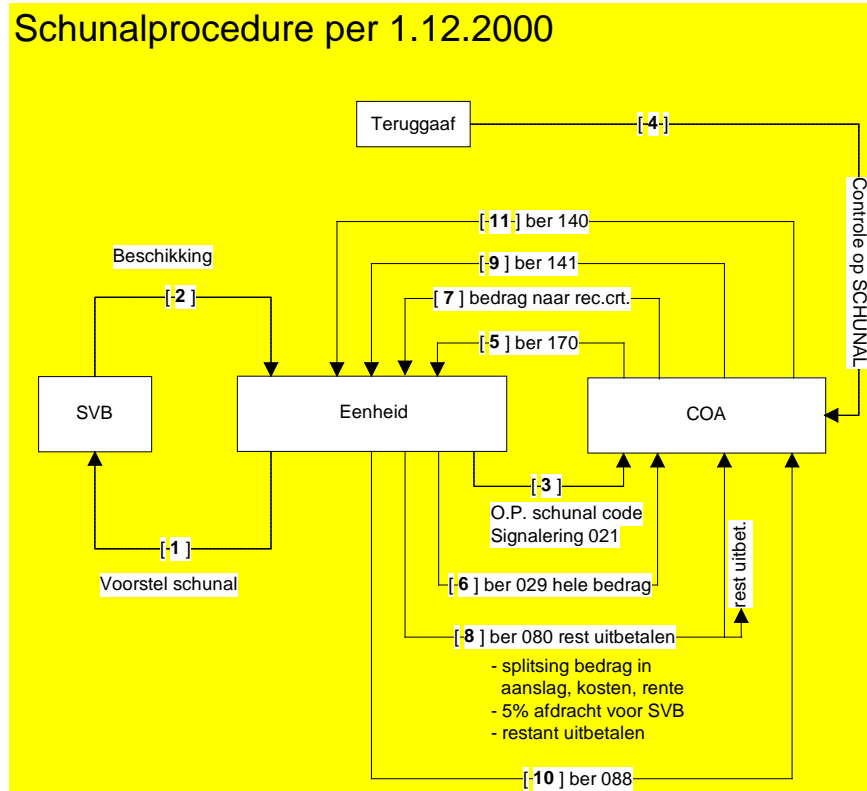 Schunalprocedure per 1.12.2000
Teruggaaf
[ 4 ]
Controle op SCHUNAL
[ 11 ] ber 140
Beschikking
[ 9 ] ber 141
[ 2 ]
[ 7 ] bedrag naar rec.crt.
[ 5 ] ber 170
SVB
Eenheid
COA
[ 3 ]
O.P. schunal code
Signalering 021
[ 1 ]
Voorstel schunal
[ 6 ] ber 029 hele bedrag
rest uitbet.
[ 8 ] ber 080 rest uitbetalen
- splitsing bedrag in
aanslag, kosten, rente
- 5% afdracht voor SVB
- restant uitbetalen
[ 10 ] ber 088